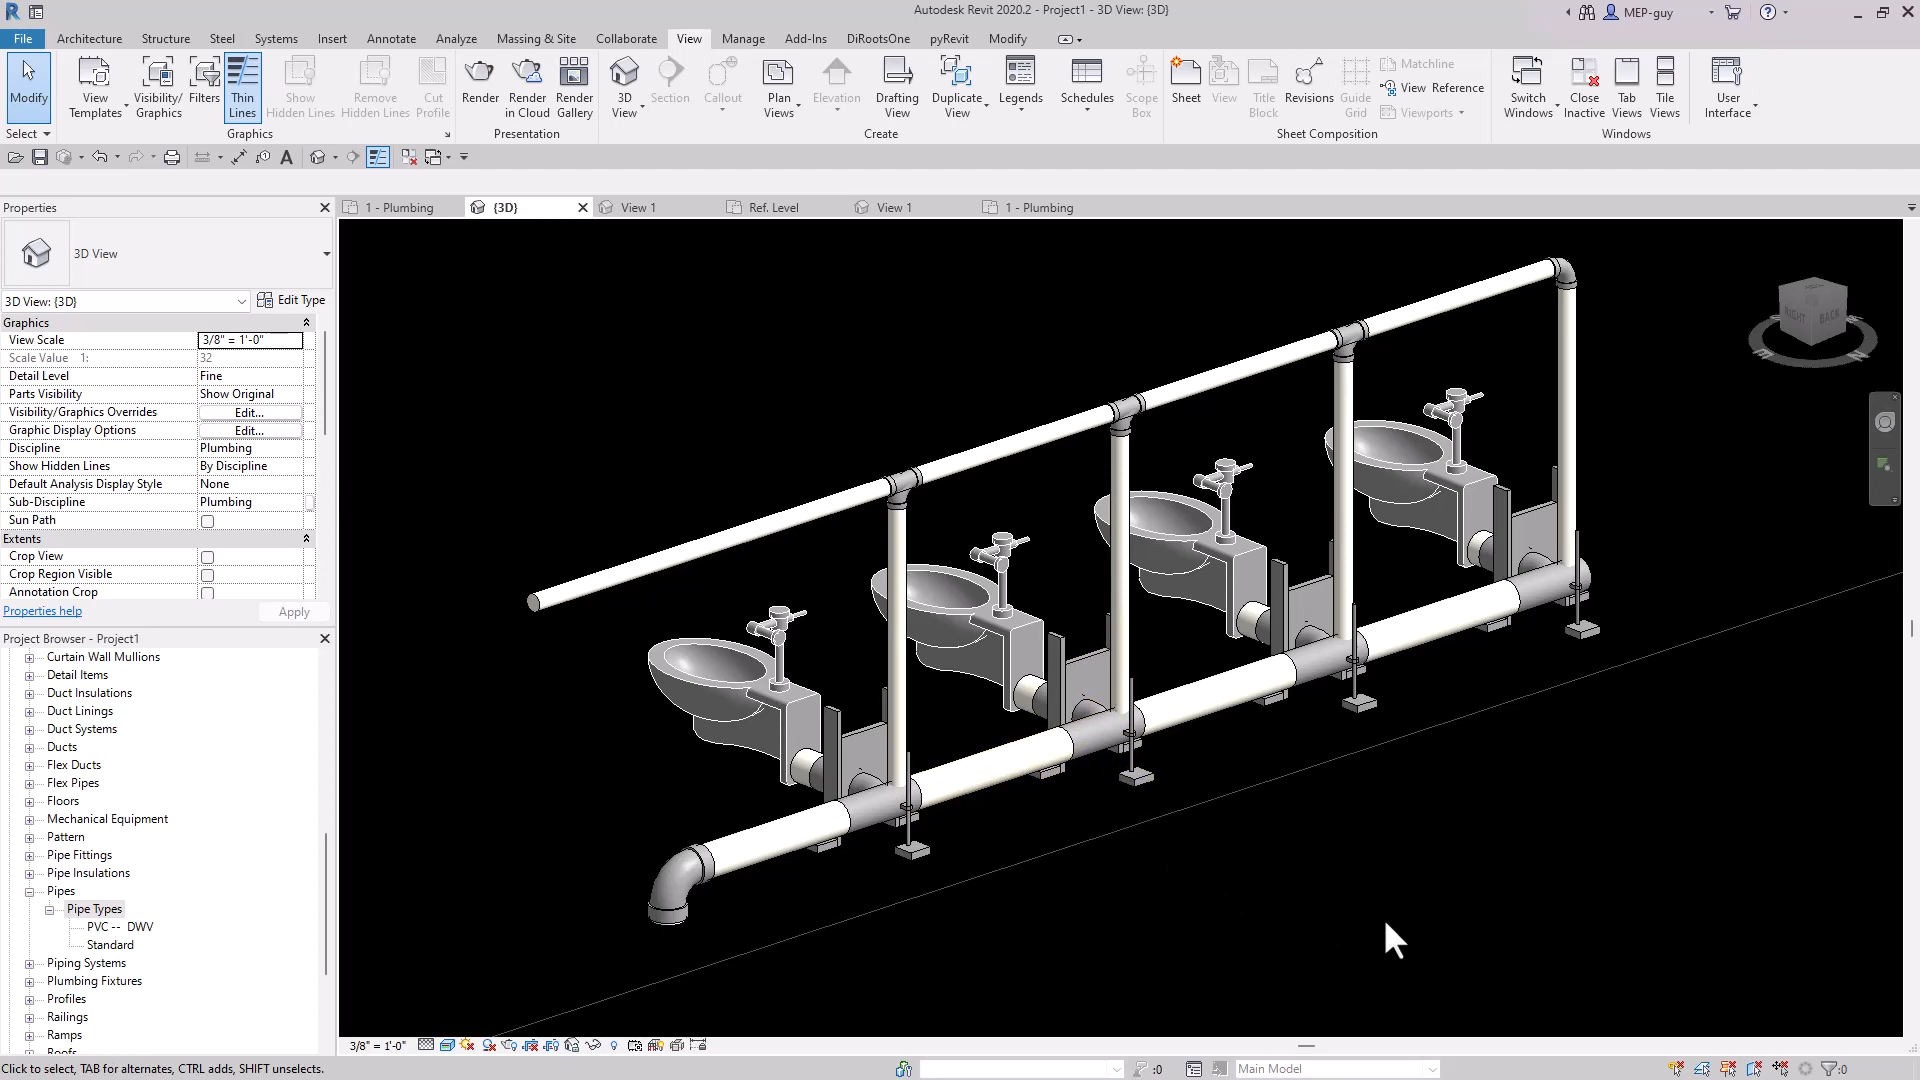 Autodesk Revit 2020.2 - Project1 - 3D View: {3D}
MEP-guy
File Architecture Structure Steel Systems Insert Annotate Analyze Massing & Site Collaborate View Manage Add-Ins DiRootsOne pyRevit Modify
Modify
View Templates
Visibility/ Graphics
Filters
Thin Lines
Show Hidden Lines
Remove Hidden Lines
Cut Profile
Render
Render in Cloud
Render Gallery
3D View
Section
Callout
Plan Views
Elevation
Drafting View
Duplicate View
Legends
Schedules
Scope Box
Sheet
View
Title Block
Revisions
Guide Grid
Matchline
View Reference
Viewports
Switch Windows
Close Inactive
Tab Views
Tile Views
User Interface
Select Graphics Presentation Create Sheet Composition Windows
Properties
1 - Plumbing {3D} View 1 Ref. Level View 1 1 - Plumbing
3D View
3D View: {3D} Edit Type
Graphics
View Scale 3/8" = 1'-0"
Scale Value 1: 32
Detail Level Fine
Parts Visibility Show Original
Visibility/Graphics Overrides Edit...
Graphic Display Options Edit...
Discipline Plumbing
Show Hidden Lines By Discipline
Default Analysis Display Style None
Sub-Discipline Plumbing
Sun Path
Extents
Crop View
Crop Region Visible
Annotation Crop
Properties help Apply
Project Browser - Project1
Curtain Wall Mullions
Detail Items
Duct Insulations
Duct Linings
Duct Systems
Ducts
Flex Ducts
Flex Pipes
Floors
Mechanical Equipment
Pattern
Pipe Fittings
Pipe Insulations
Pipes
Pipe Types
PVC -- DWV
Standard
Piping Systems
Plumbing Fixtures
Profiles
Railings
Ramps
Roofs
RIGHT BACK
E N
3/8" = 1'-0"
Click to select, TAB for alternates, CTRL adds, SHIFT unselects.
:0
Main Model
:0